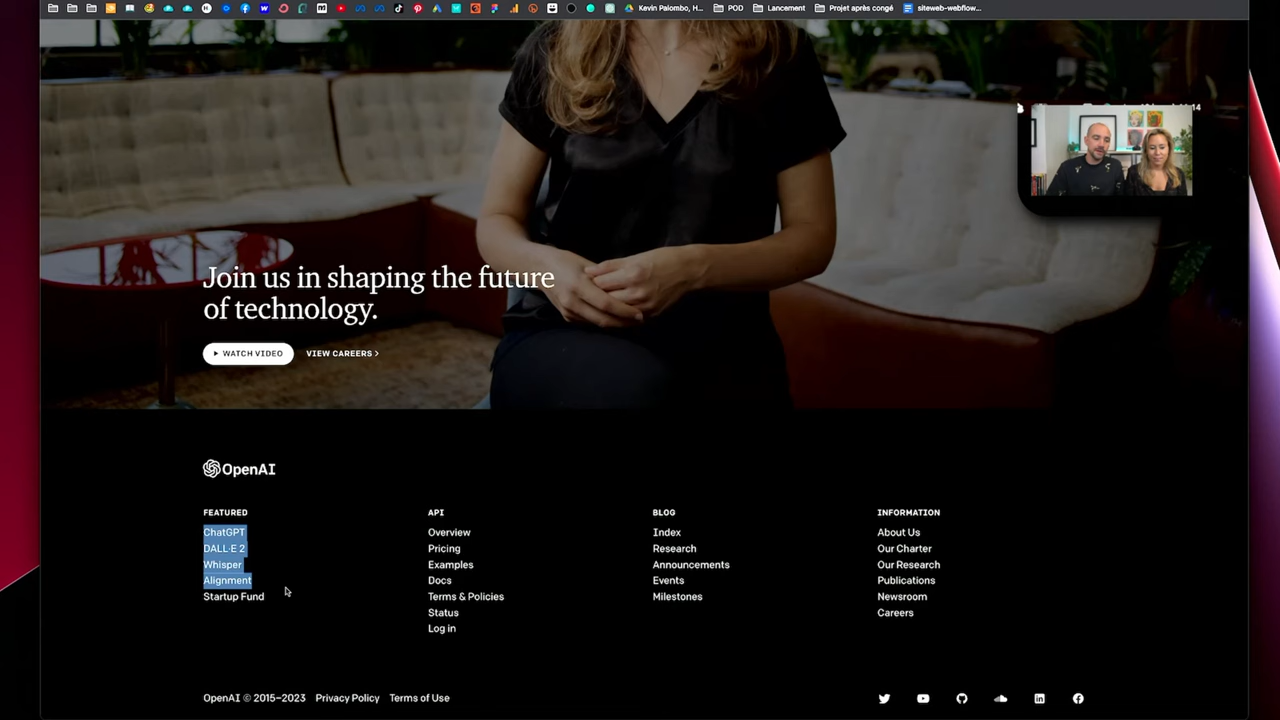 Kevin Palombo, H...
POD
Lancement
Projet après congé
siteweb-webflow...
Join us in shaping the future
of technology.
WATCH VIDEO
VIEW CAREERS
OpenAI
FEATURED
ChatGPT
DALL·E 2
Whisper
Alignment
Startup Fund
API
Overview
Pricing
Examples
Docs
Terms & Policies
Status
Log in
BLOG
Index
Research
Announcements
Events
Milestones
INFORMATION
About Us
Our Charter
Our Research
Publications
Newsroom
Careers
OpenAI © 2015–2023 Privacy Policy Terms of Use